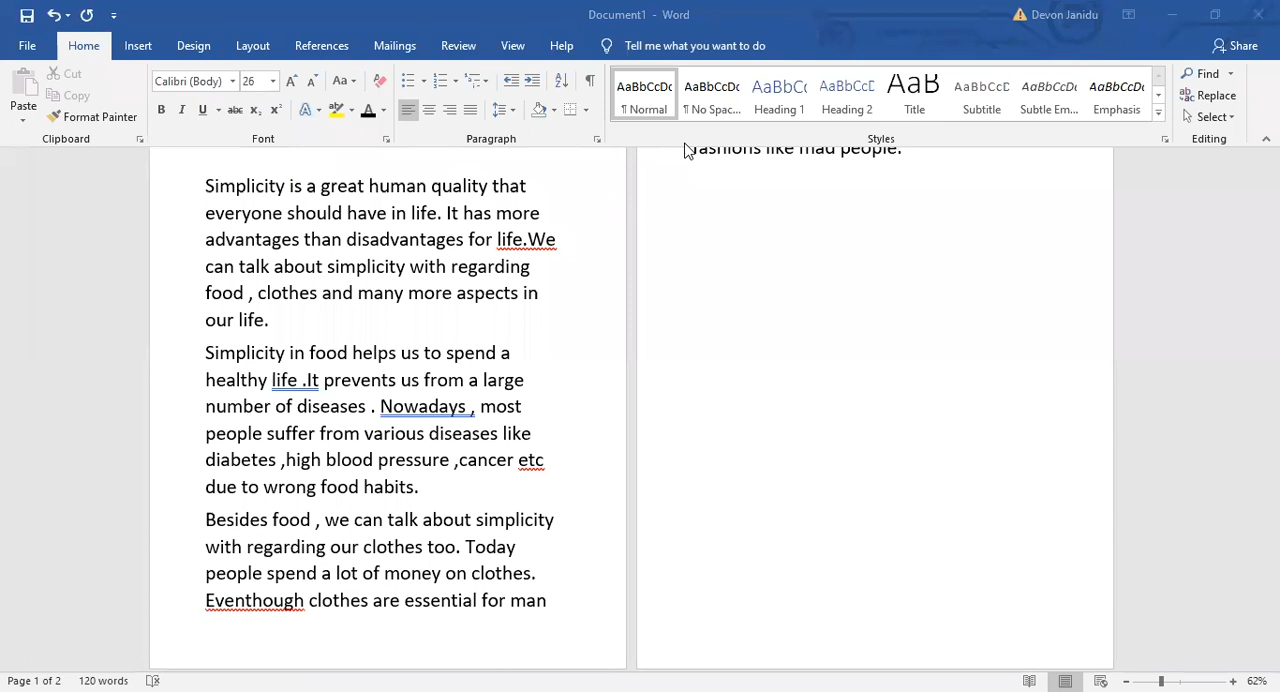 Document1 - Word
Devon Janidu
File Home Insert Design Layout References Mailings Review View Help Tell me what you want to do Share
Paste
Cut
Copy
Format Painter
Clipboard
Calibri (Body) 26
Font
Paragraph
AaBbCcDc AaBbCcDc AaBbCc AaBbCcD AaB AaBbCcD AaBbCcDc AaBbCcDc
¶ Normal ¶ No Spac... Heading 1 Heading 2 Title Subtitle Subtle Em... Emphasis
Styles
Find
Replace
Select
Editing
Simplicity is a great human quality that
everyone should have in life. It has more
advantages than disadvantages for life.We
can talk about simplicity with regarding
food , clothes and many more aspects in
our life.
Simplicity in food helps us to spend a
healthy life .It prevents us from a large
number of diseases . Nowadays , most
people suffer from various diseases like
diabetes ,high blood pressure ,cancer etc
due to wrong food habits.
Besides food , we can talk about simplicity
with regarding our clothes too. Today
people spend a lot of money on clothes.
Eventhough clothes are essential for man
fashions like mad people.
Page 1 of 2 120 words
62%